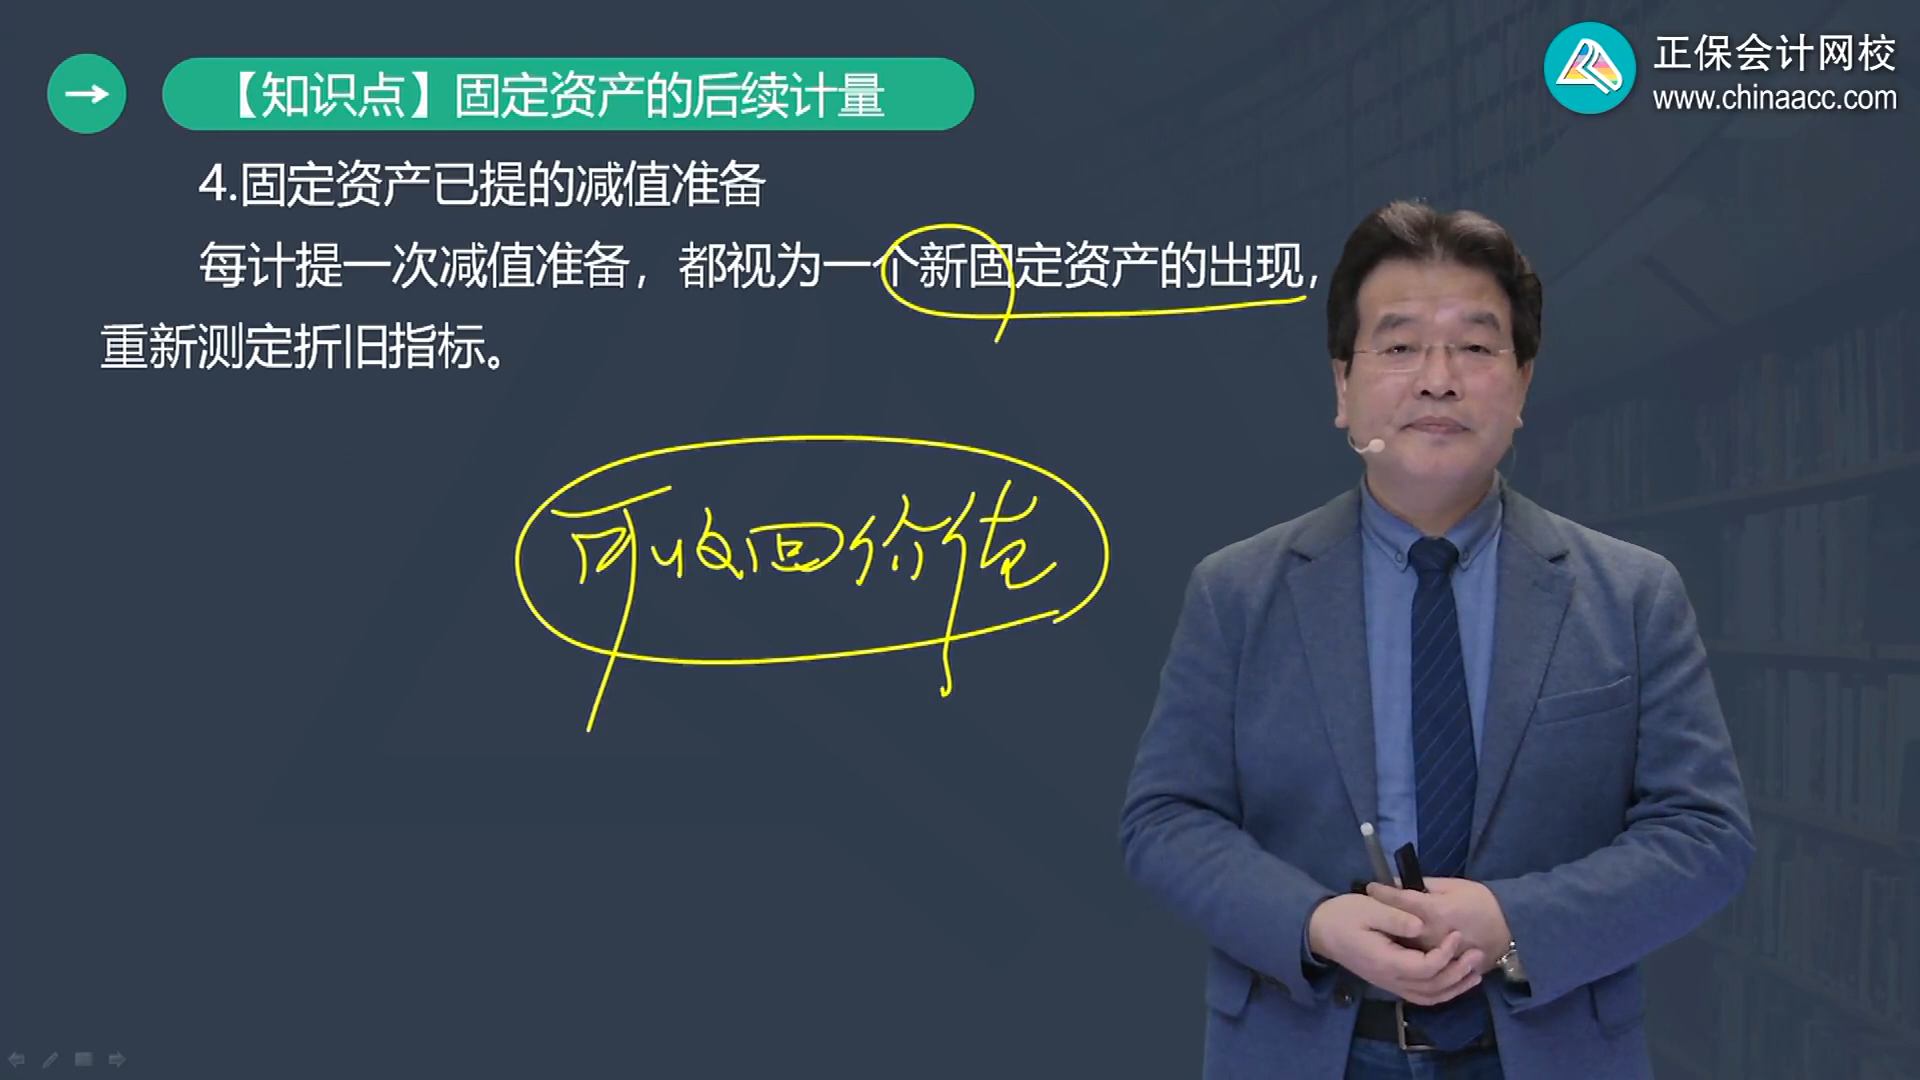 正保会计网校
www.chinaacc.com
【知识点】固定资产的后续计量
4.固定资产已提的减值准备
每计提一次减值准备，都视为一个新固定资产的出现，
重新测定折旧指标。
可收回价值